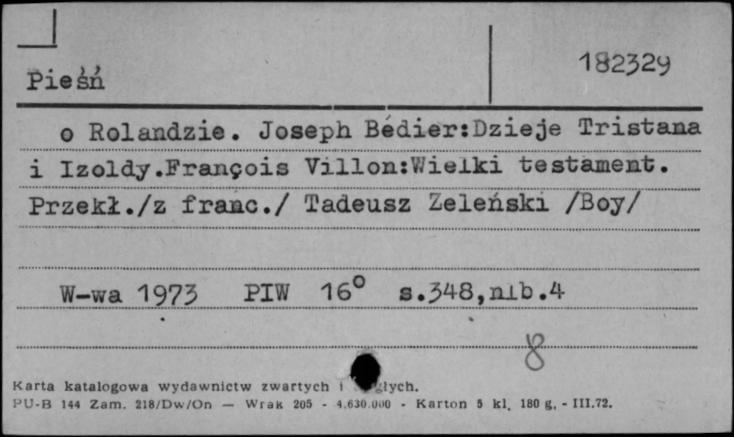 182329
Pieśń
o Rolandzie. Joseph Bédier:Dzieje Tristana
i Izoldy.François Villon:Wielki testament.
Przekł./z franc./ Tadeusz Żeleński /Boy/
W-wa 1973 PIW 16° s.348,nlb.4
8
Karta katalogowa wydawnictw zwartych i
PU-B 144 Zam. 218/Dw/On — Wrak 205 - 4.630.000 - Karton 5 kl. 180 g. - III.72.